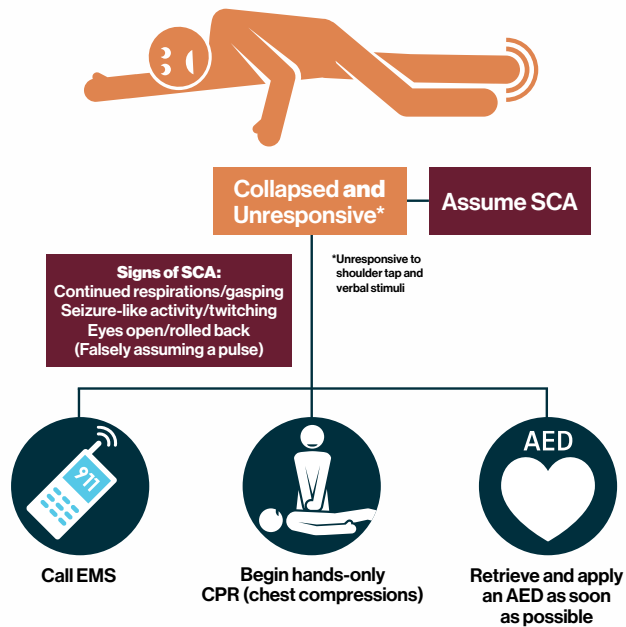 Collapsed and
Unresponsive*
Assume SCA
*Unresponsive to
shoulder tap and
verbal stimuli
Signs of SCA:
Continued respirations/gasping
Seizure-like activity/twitching
Eyes open/rolled back
(Falsely assuming a pulse)
911
Call EMS
Begin hands-only
CPR (chest compressions)
AED
Retrieve and apply
an AED as soon
as possible